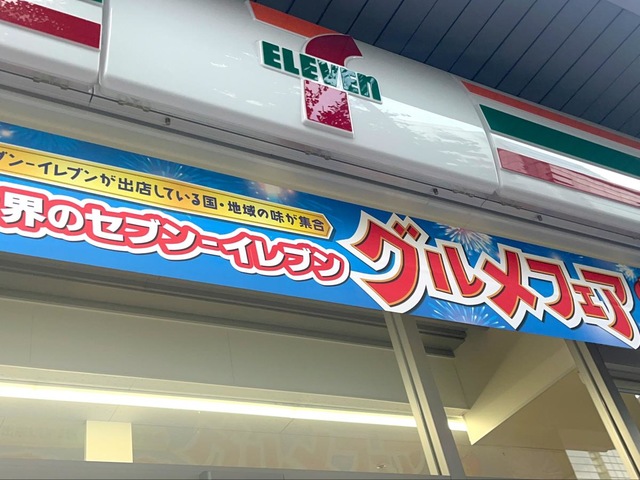 7
ELEVEn
ブン-イレブンが出店している国・地域の味が集合
界のセブン-イレブン グルメフェア